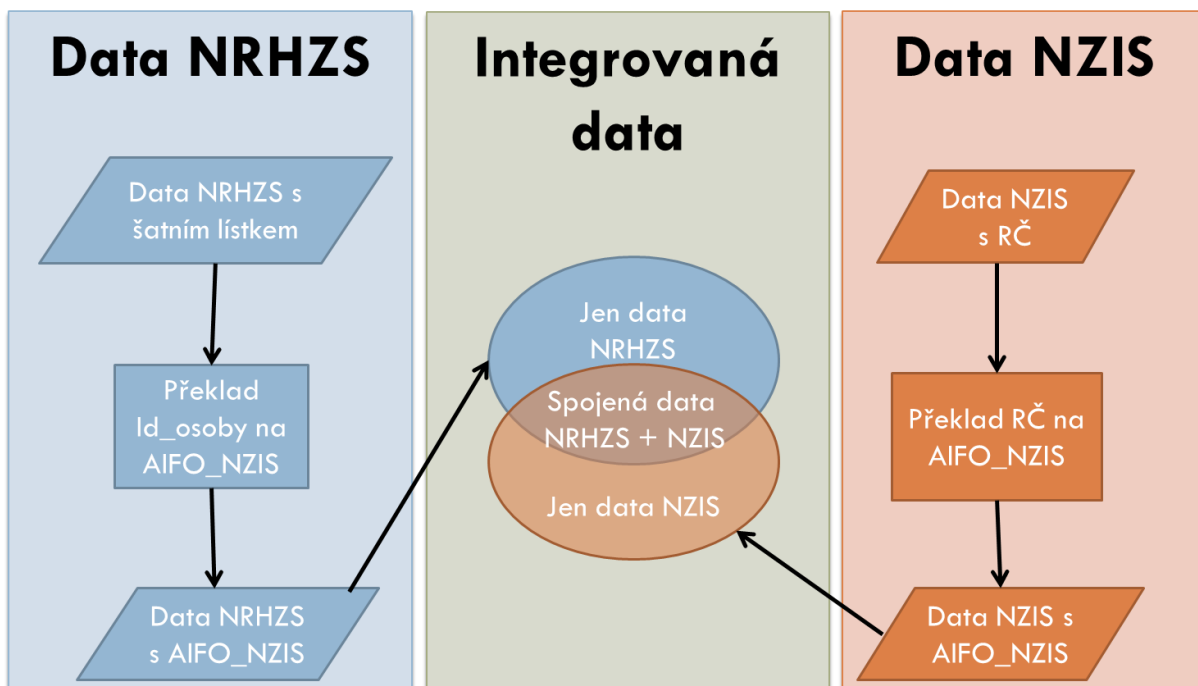 Data NRHZS
Data NRHZS s
šatním lístkem
Překlad
Id_osoby na
AIFO_NZIS
Data NRHZS
s AIFO_NZIS
Integrovaná
data
Jen data
NRHZS
Spojená data
NRHZS + NZIS
Jen data NZIS
Data NZIS
Data NZIS
s RČ
Překlad RČ na
AIFO_NZIS
Data NZIS s
AIFO_NZIS